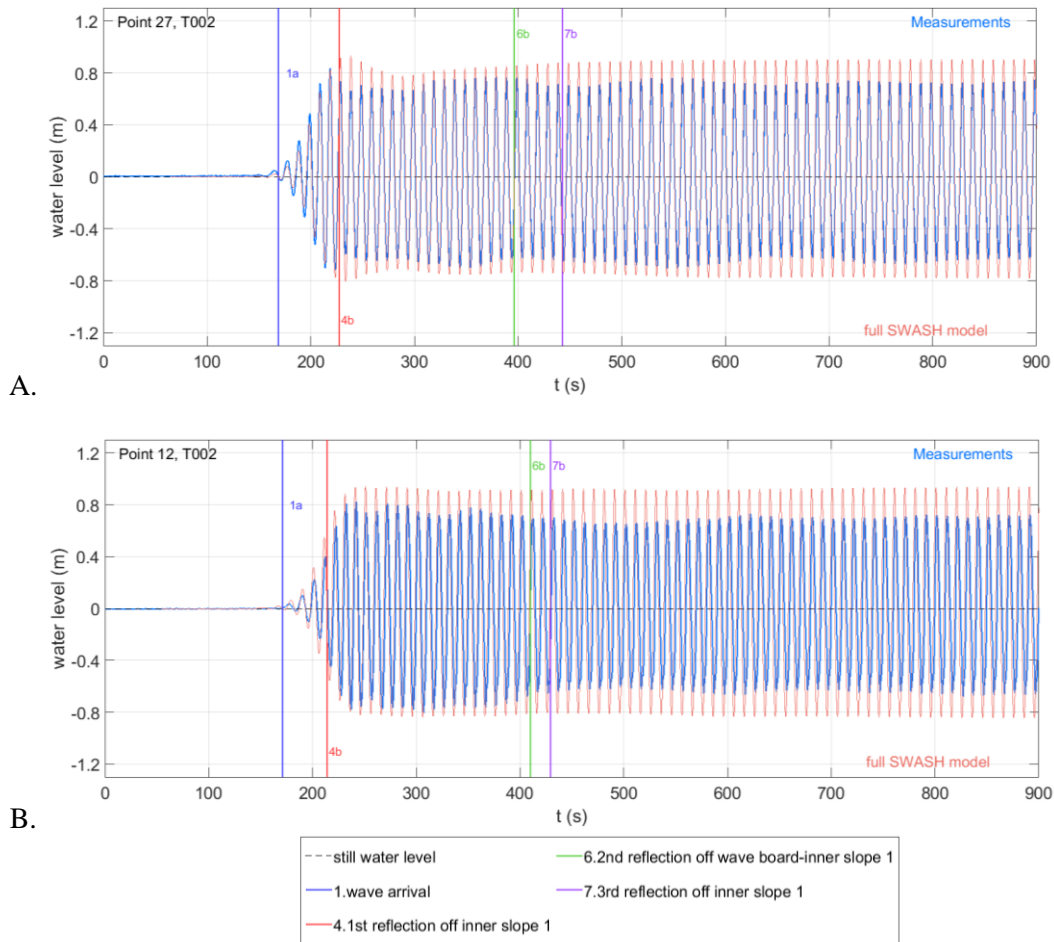 Point 27, T002
Measurements
1a
6b
7b
4b
full SWASH model
water level (m)
1.2
0.8
0.4
0
-0.4
-0.8
-1.2
0 100 200 300 400 500 600 700 800 900
t (s)
A.
Point 12, T002
Measurements
1a
6b
7b
4b
full SWASH model
water level (m)
1.2
0.8
0.4
0
-0.4
-0.8
-1.2
0 100 200 300 400 500 600 700 800 900
t (s)
B.
still water level
1.wave arrival
4.1st reflection off inner slope 1
6.2nd reflection off wave board-inner slope 1
7.3rd reflection off inner slope 1